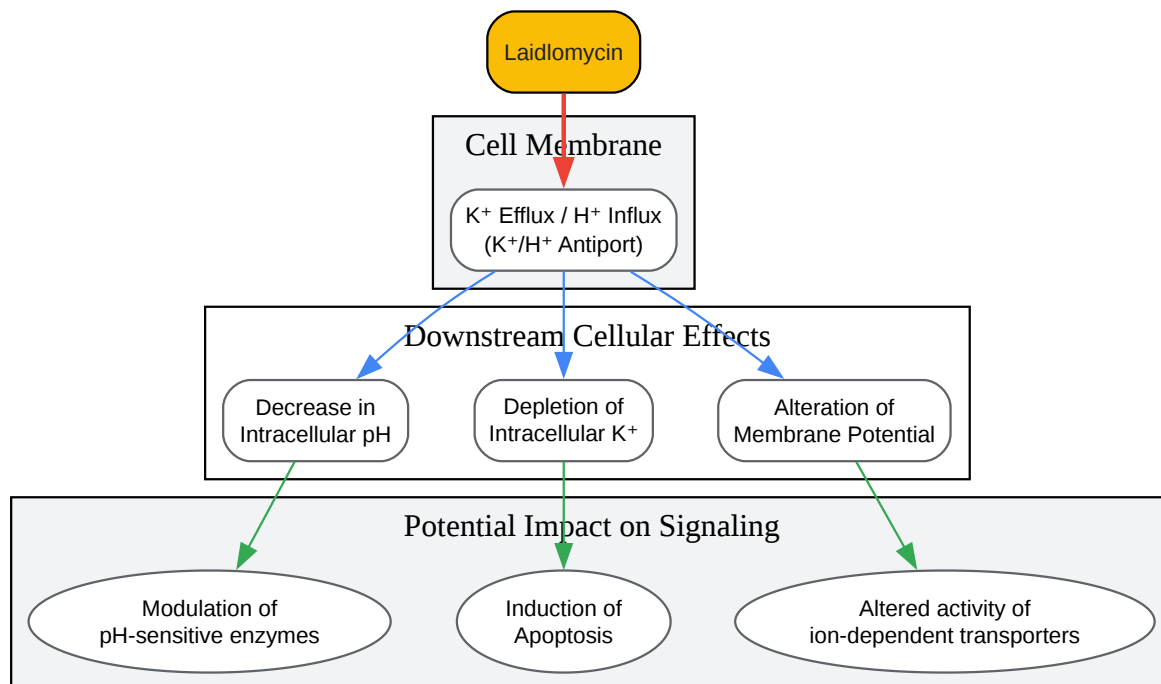 Laidlomycin
Cell Membrane
K⁺ Efflux / H⁺ Influx
(K⁺/H⁺ Antiport)
Downstream Cellular Effects
Decrease in
Intracellular pH
Depletion of
Intracellular K⁺
Alteration of
Membrane Potential
Potential Impact on Signaling
Modulation of
pH-sensitive enzymes
Induction of
Apoptosis
Altered activity of
ion-dependent transporters